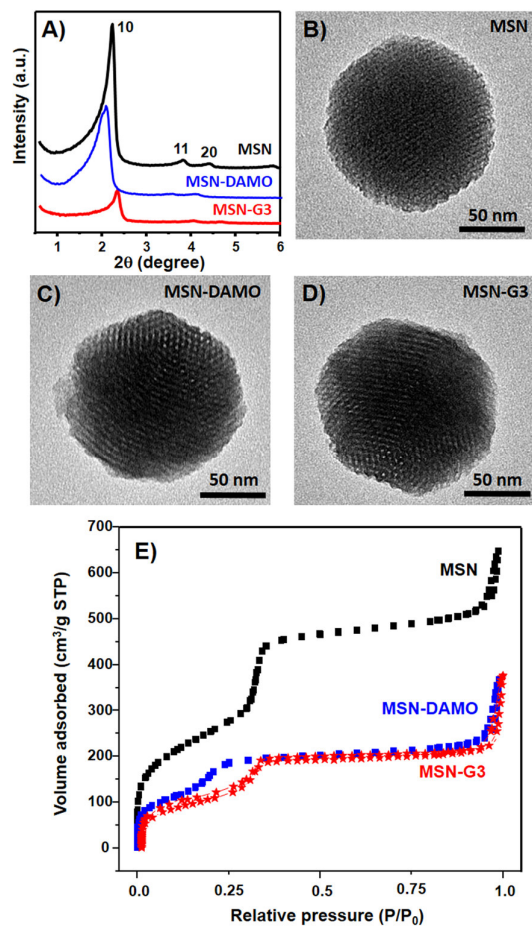 A)
10
11
20
MSN
MSN-DAMO
MSN-G3
Intensity (a.u.)
1 2 3 4 5 6
2θ (degree)
B)
MSN
50 nm
C)
MSN-DAMO
50 nm
D)
MSN-G3
50 nm
E)
700
600
500
400
300
200
100
0
MSN
MSN-DAMO
MSN-G3
Volume adsorbed (cm³/g STP)
0.0 0.25 0.5 0.75 1.0
Relative pressure (P/P₀)